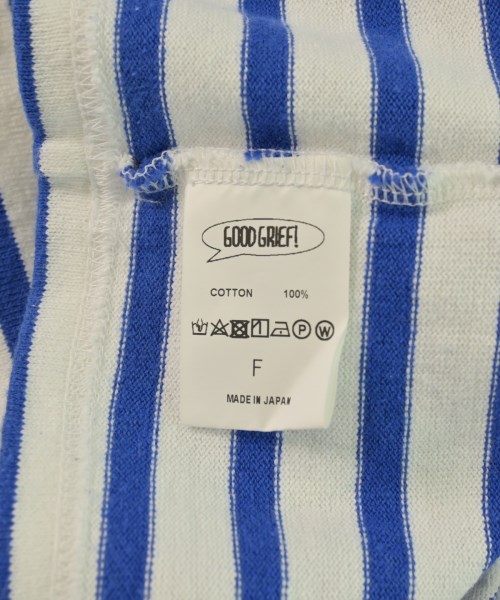 GOOD GRIEF!
COTTON 100%
P W
F
MADE IN JAPAN